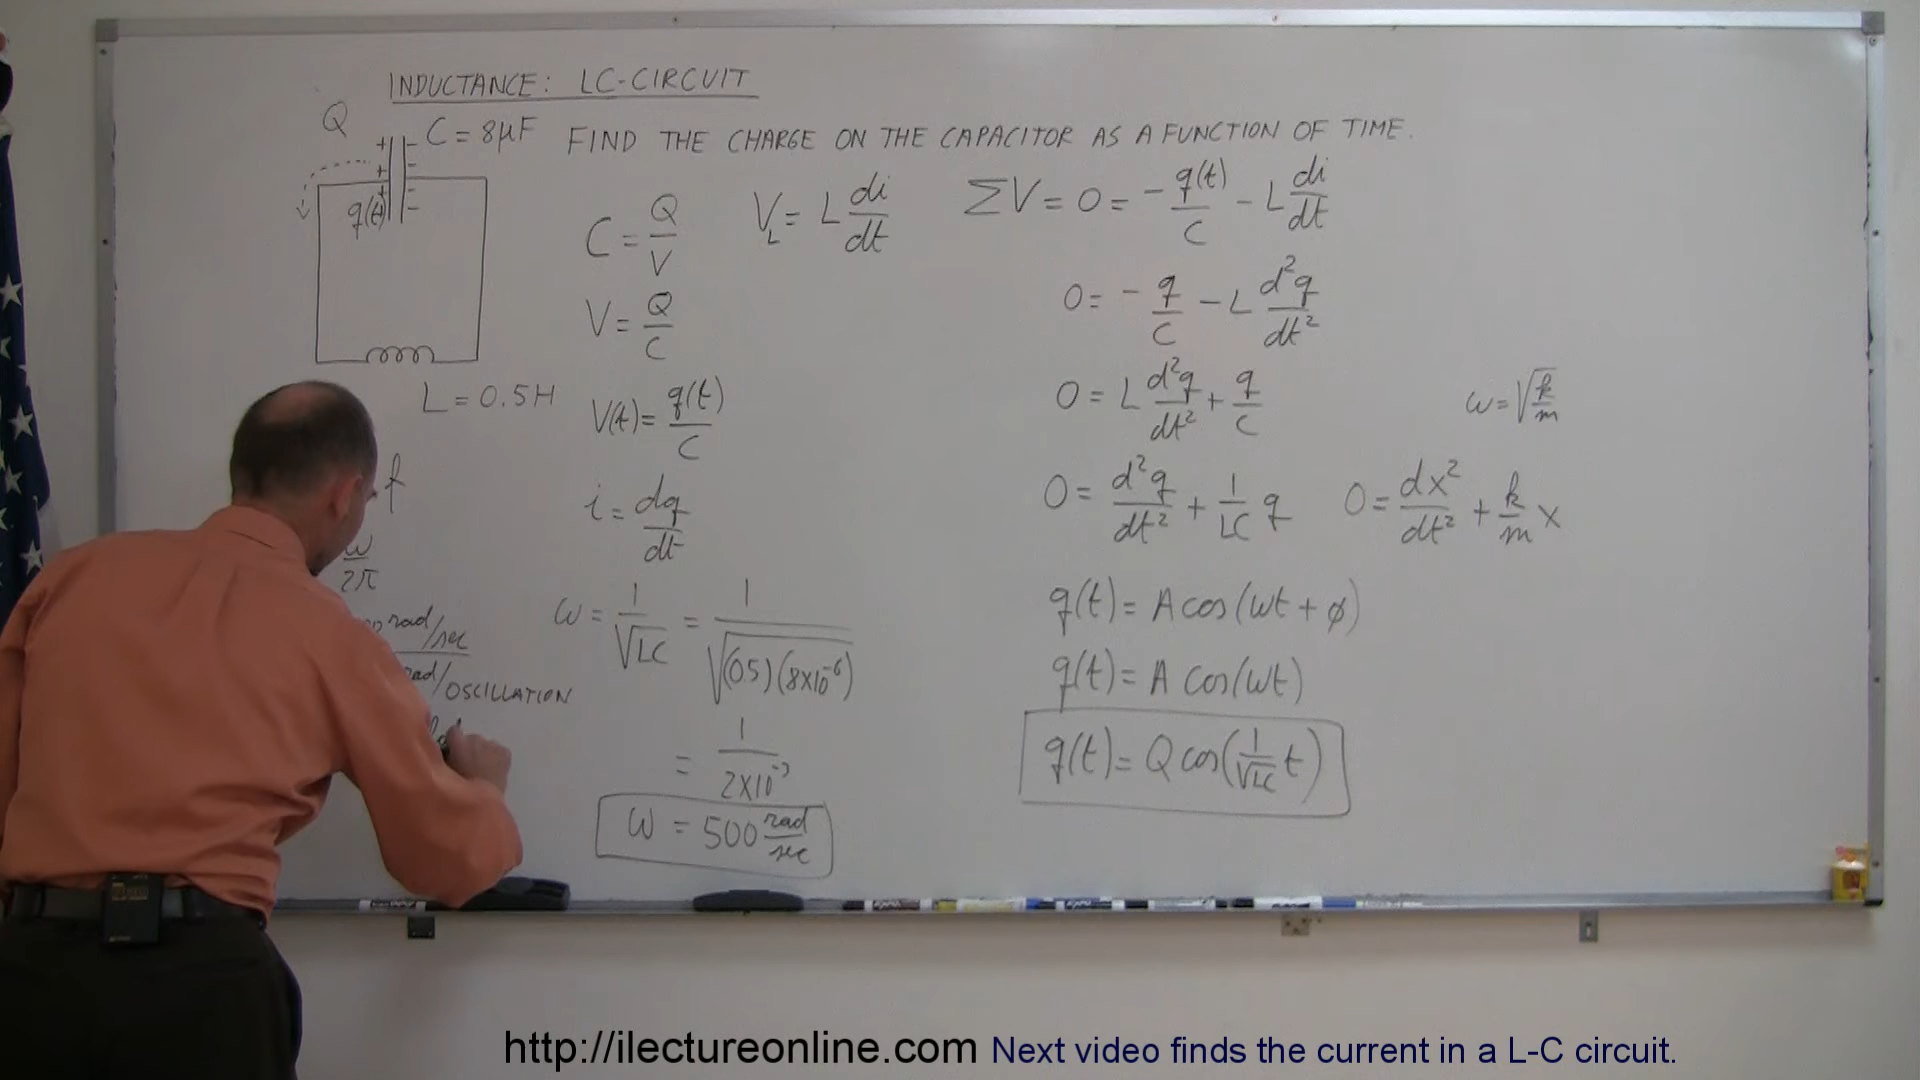 INDUCTANCE: LC-CIRCUIT
Q
C = 8μF
FIND THE CHARGE ON THE CAPACITOR AS A FUNCTION OF TIME.
q(t)
L = 0.5H
C = Q/V
V = Q/C
V(t) = q(t)/C
i = dq/dt
V_L = L di/dt
ΣV = 0 = - q(t)/C - L di/dt
0 = - q/C - L d²q/dt²
0 = L d²q/dt² + q/C
ω = √(k/m)
0 = d²q/dt² + 1/LC q
0 = dx²/dt² + k/m x
q(t) = A cos(ωt + ϕ)
q(t) = A cos(ωt)
q(t) = Q cos(1/√LC t)
f
ω/2π
rad/sec
rad/OSCILLATION
ω = 1/√LC = 1/√(0.5)(8x10⁻⁶)
= 1/2x10⁻³
ω = 500 rad/sec
http://ilectureonline.com Next video finds the current in a L-C circuit.